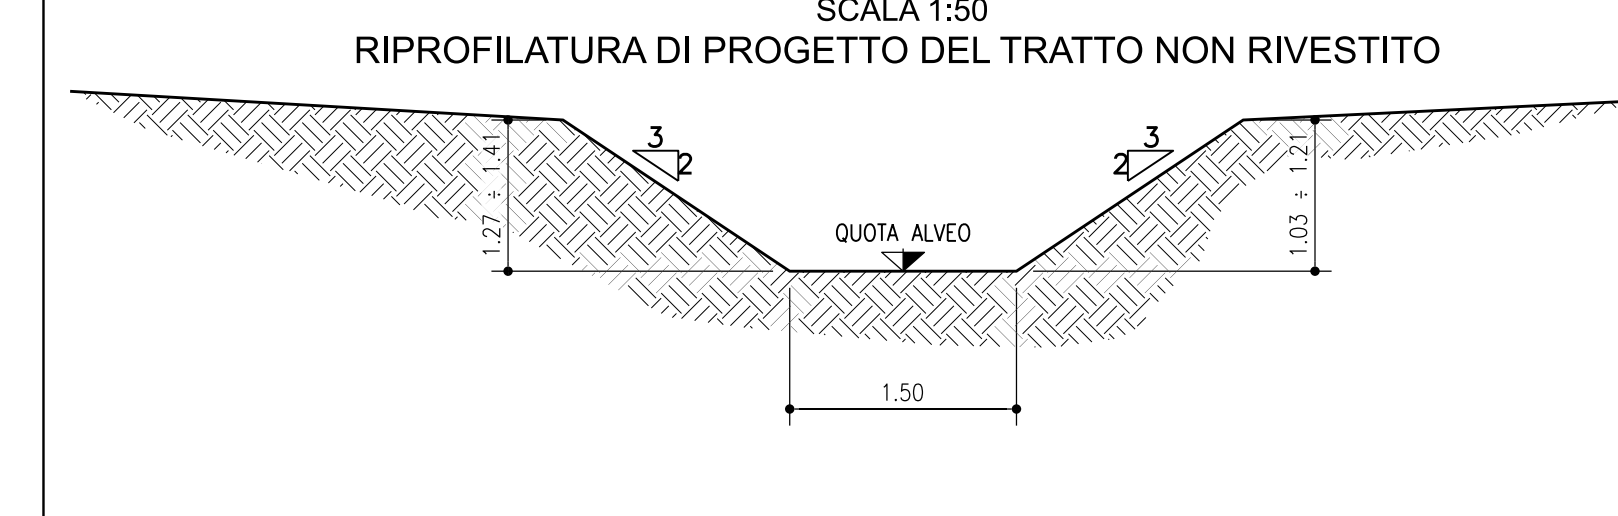 SCALA 1:50
RIPROFILATURA DI PROGETTO DEL TRATTO NON RIVESTITO
3
2
3
2
1.27 ÷ 1.41
1.03 ÷ 1.21
QUOTA ALVEO
1.50